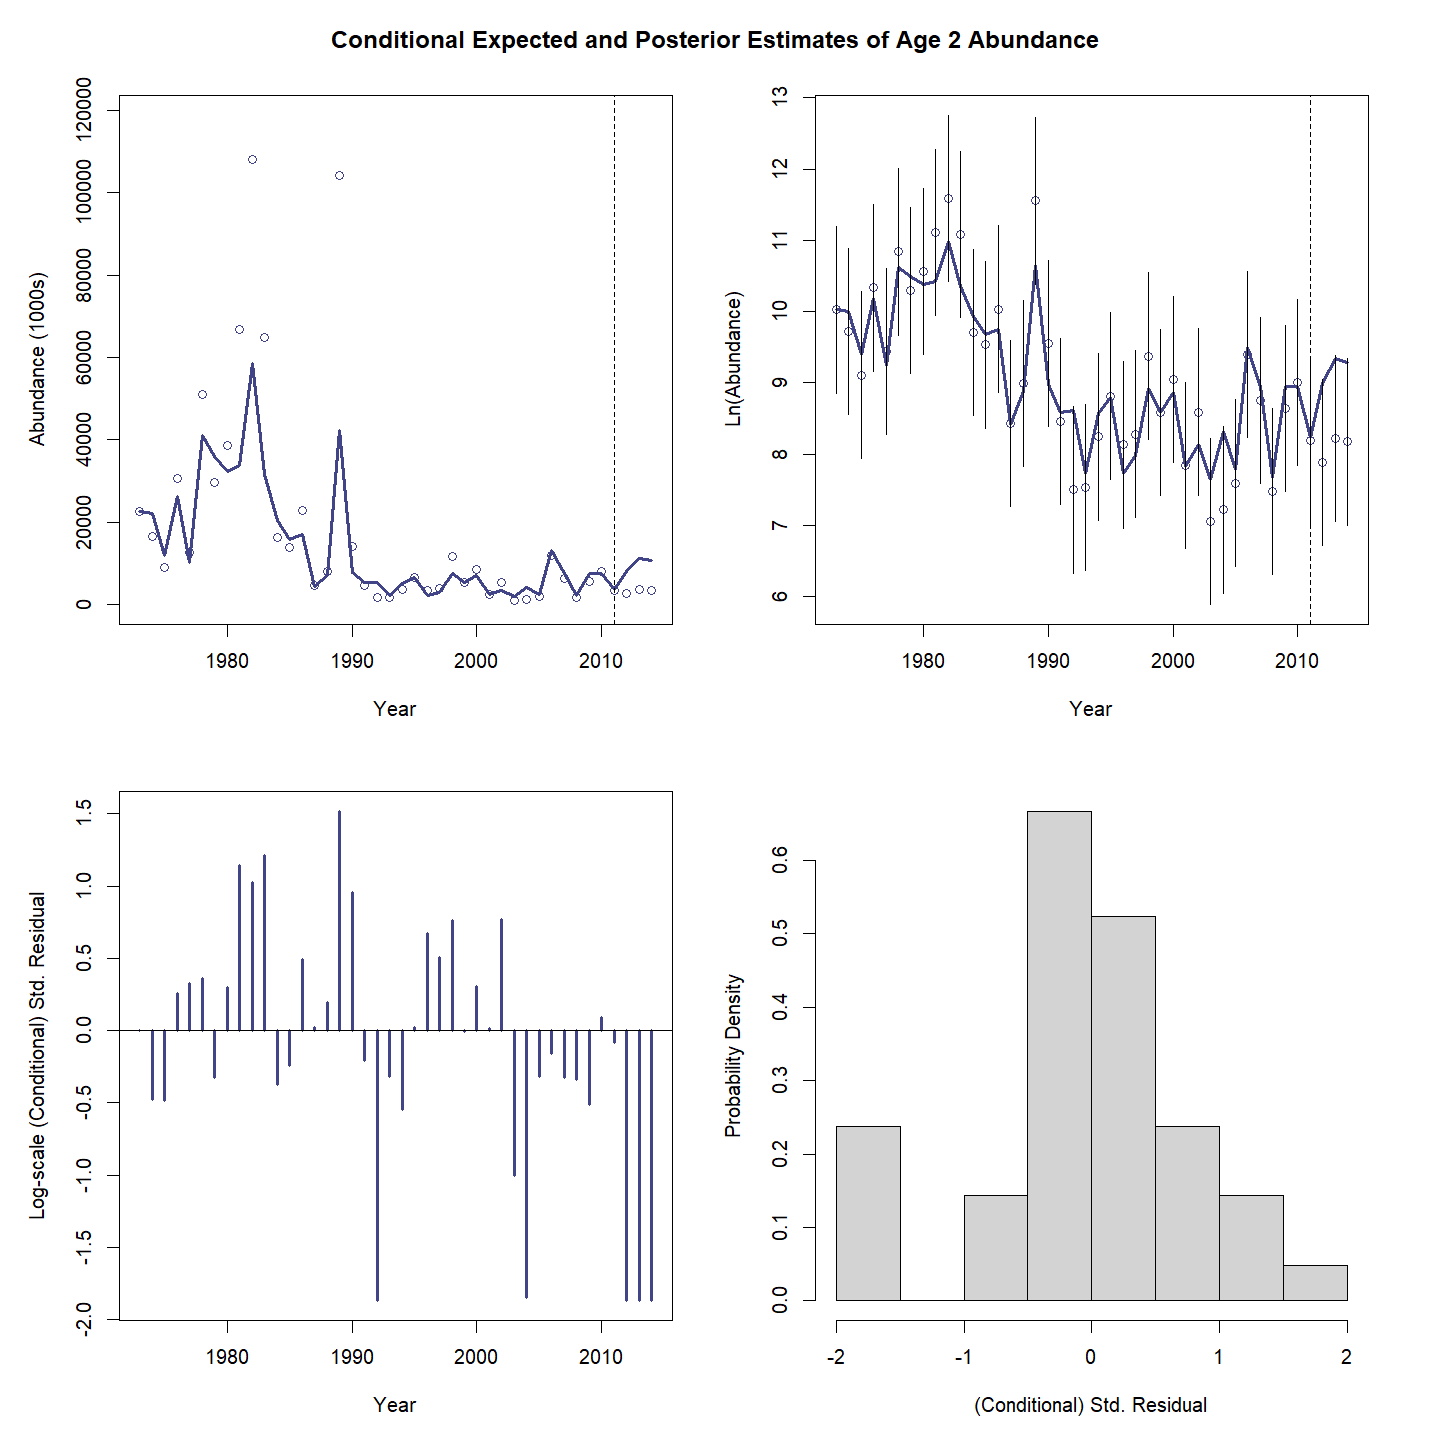 Conditional Expected and Posterior Estimates of Age 2 Abundance
Abundance (1000s)
0 20000 40000 60000 80000 100000 120000
1980 1990 2000 2010
Year
Ln(Abundance)
6 7 8 9 10 11 12 13
1980 1990 2000 2010
Year
Log-scale (Conditional) Std. Residual
-2.0 -1.5 -1.0 -0.5 0.0 0.5 1.0 1.5
1980 1990 2000 2010
Year
Probability Density
0.0 0.1 0.2 0.3 0.4 0.5 0.6
-2 -1 0 1 2
(Conditional) Std. Residual